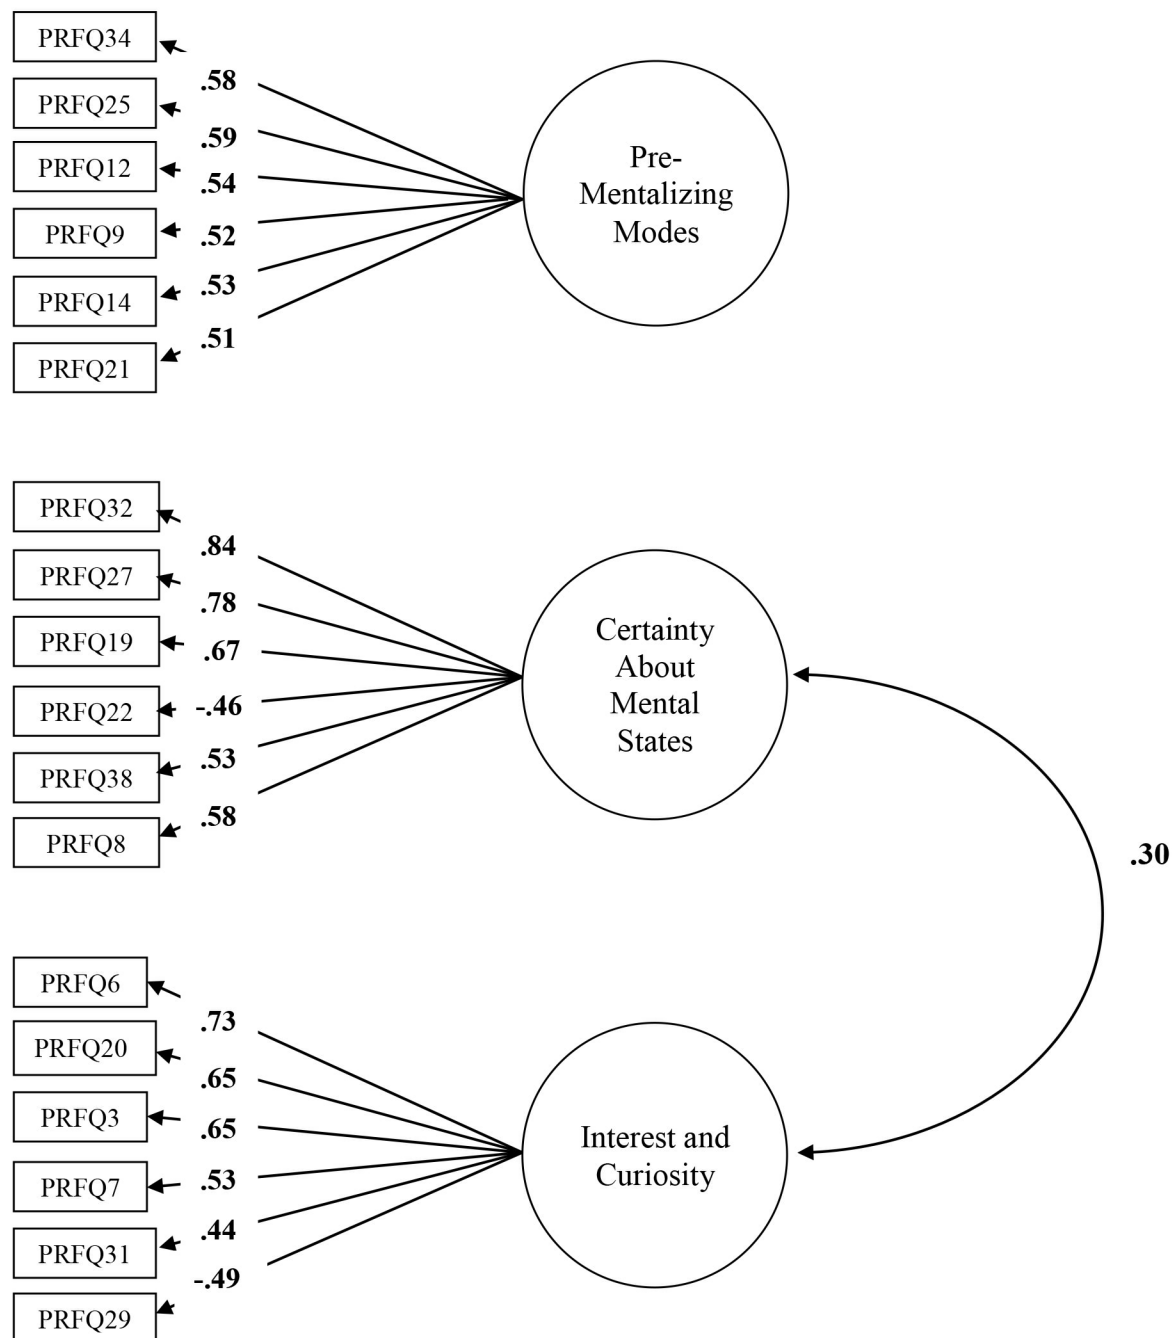 PRFQ34
.58
PRFQ25
.59
PRFQ12
.54
PRFQ9
.52
PRFQ14
.53
PRFQ21
.51
Pre-
Mentalizing
Modes
PRFQ32
.84
PRFQ27
.78
PRFQ19
.67
PRFQ22
-.46
PRFQ38
.53
PRFQ8
.58
Certainty
About
Mental
States
.30
PRFQ6
.73
PRFQ20
.65
PRFQ3
.65
PRFQ7
.53
PRFQ31
.44
PRFQ29
-.49
Interest and
Curiosity